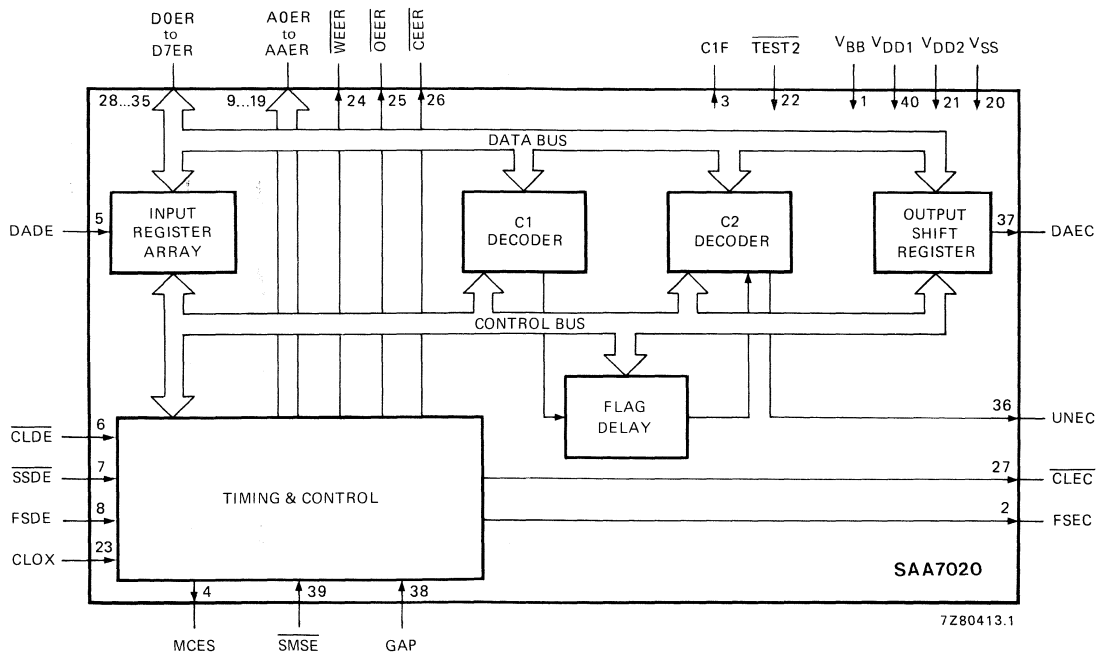 D0ER
to
D7ER
A0ER
to
AAER
WEER
OEER
CEER
C1F
TEST2
VBB
VDD1
VDD2
VSS
28...35
9...19
24
25
26
3
22
1
40
21
20
DATA BUS
DADE
5
INPUT
REGISTER
ARRAY
C1
DECODER
C2
DECODER
OUTPUT
SHIFT
REGISTER
37
DAEC
CONTROL BUS
FLAG
DELAY
36
UNEC
CLDE
6
SSDE
7
FSDE
8
CLOX
23
TIMING & CONTROL
27
CLEC
2
FSEC
4
39
38
MCES
SMSE
GAP
SAA7020
7Z80413.1